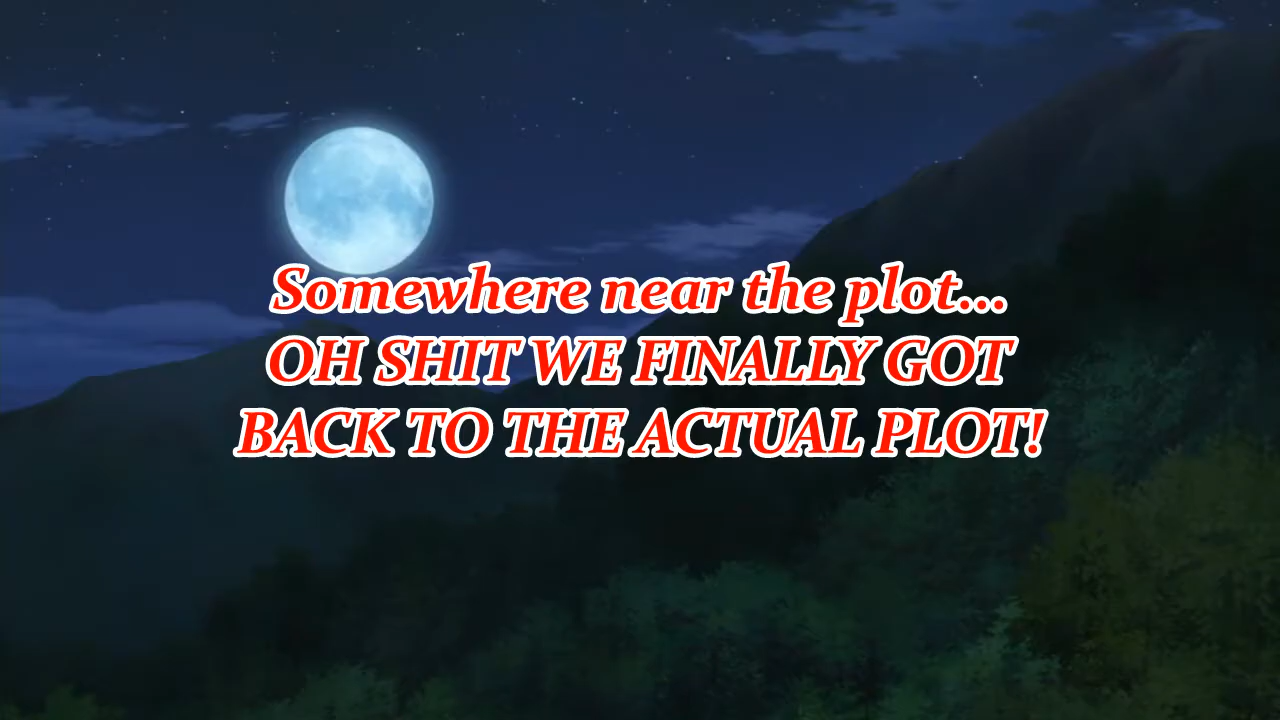 Somewhere near the plot...
OH SHIT WE FINALLY GOT
BACK TO THE ACTUAL PLOT!